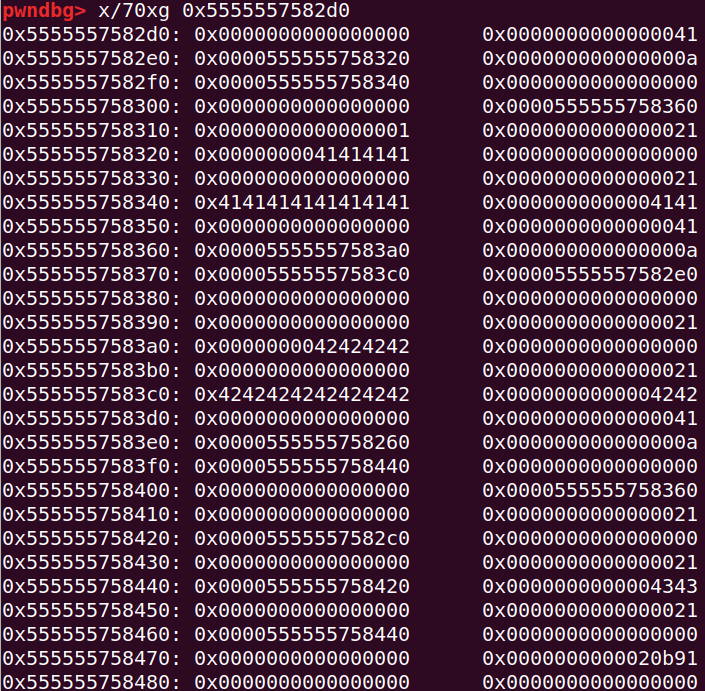 pwndbg> x/70xg 0x5555557582d0
0x5555557582d0: 0x0000000000000000 0x0000000000000041
0x5555557582e0: 0x0000555555758320 0x000000000000000a
0x5555557582f0: 0x0000555555758340 0x0000000000000000
0x555555758300: 0x0000000000000000 0x0000555555758360
0x555555758310: 0x0000000000000001 0x0000000000000021
0x555555758320: 0x0000000041414141 0x0000000000000000
0x555555758330: 0x0000000000000000 0x0000000000000021
0x555555758340: 0x4141414141414141 0x0000000000004141
0x555555758350: 0x0000000000000000 0x0000000000000041
0x555555758360: 0x00005555557583a0 0x000000000000000a
0x555555758370: 0x00005555557583c0 0x00005555557582e0
0x555555758380: 0x0000000000000000 0x0000000000000000
0x555555758390: 0x0000000000000000 0x0000000000000021
0x5555557583a0: 0x0000000042424242 0x0000000000000000
0x5555557583b0: 0x0000000000000000 0x0000000000000021
0x5555557583c0: 0x4242424242424242 0x0000000000004242
0x5555557583d0: 0x0000000000000000 0x0000000000000041
0x5555557583e0: 0x0000555555758260 0x000000000000000a
0x5555557583f0: 0x0000555555758440 0x0000000000000000
0x555555758400: 0x0000000000000000 0x0000555555758360
0x555555758410: 0x0000000000000000 0x0000000000000021
0x555555758420: 0x00005555557582c0 0x0000000000000000
0x555555758430: 0x0000000000000000 0x0000000000000021
0x555555758440: 0x0000555555758420 0x0000000000004343
0x555555758450: 0x0000000000000000 0x0000000000000021
0x555555758460: 0x0000555555758440 0x0000000000000000
0x555555758470: 0x0000000000000000 0x0000000000020b91
0x555555758480: 0x0000000000000000 0x0000000000000000